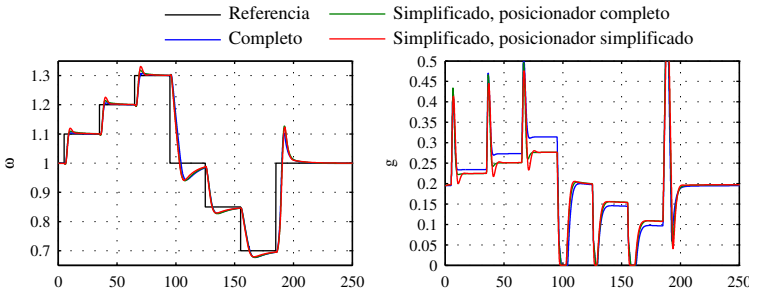 Referencia
Completo
Simplificado, posicionador completo
Simplificado, posicionador simplificado
1.3
1.2
1.1
1
0.9
0.8
0.7
ω
0 50 100 150 200 250
0.5
0.45
0.4
0.35
0.3
0.25
0.2
0.15
0.1
0.05
0
g
0 50 100 150 200 250